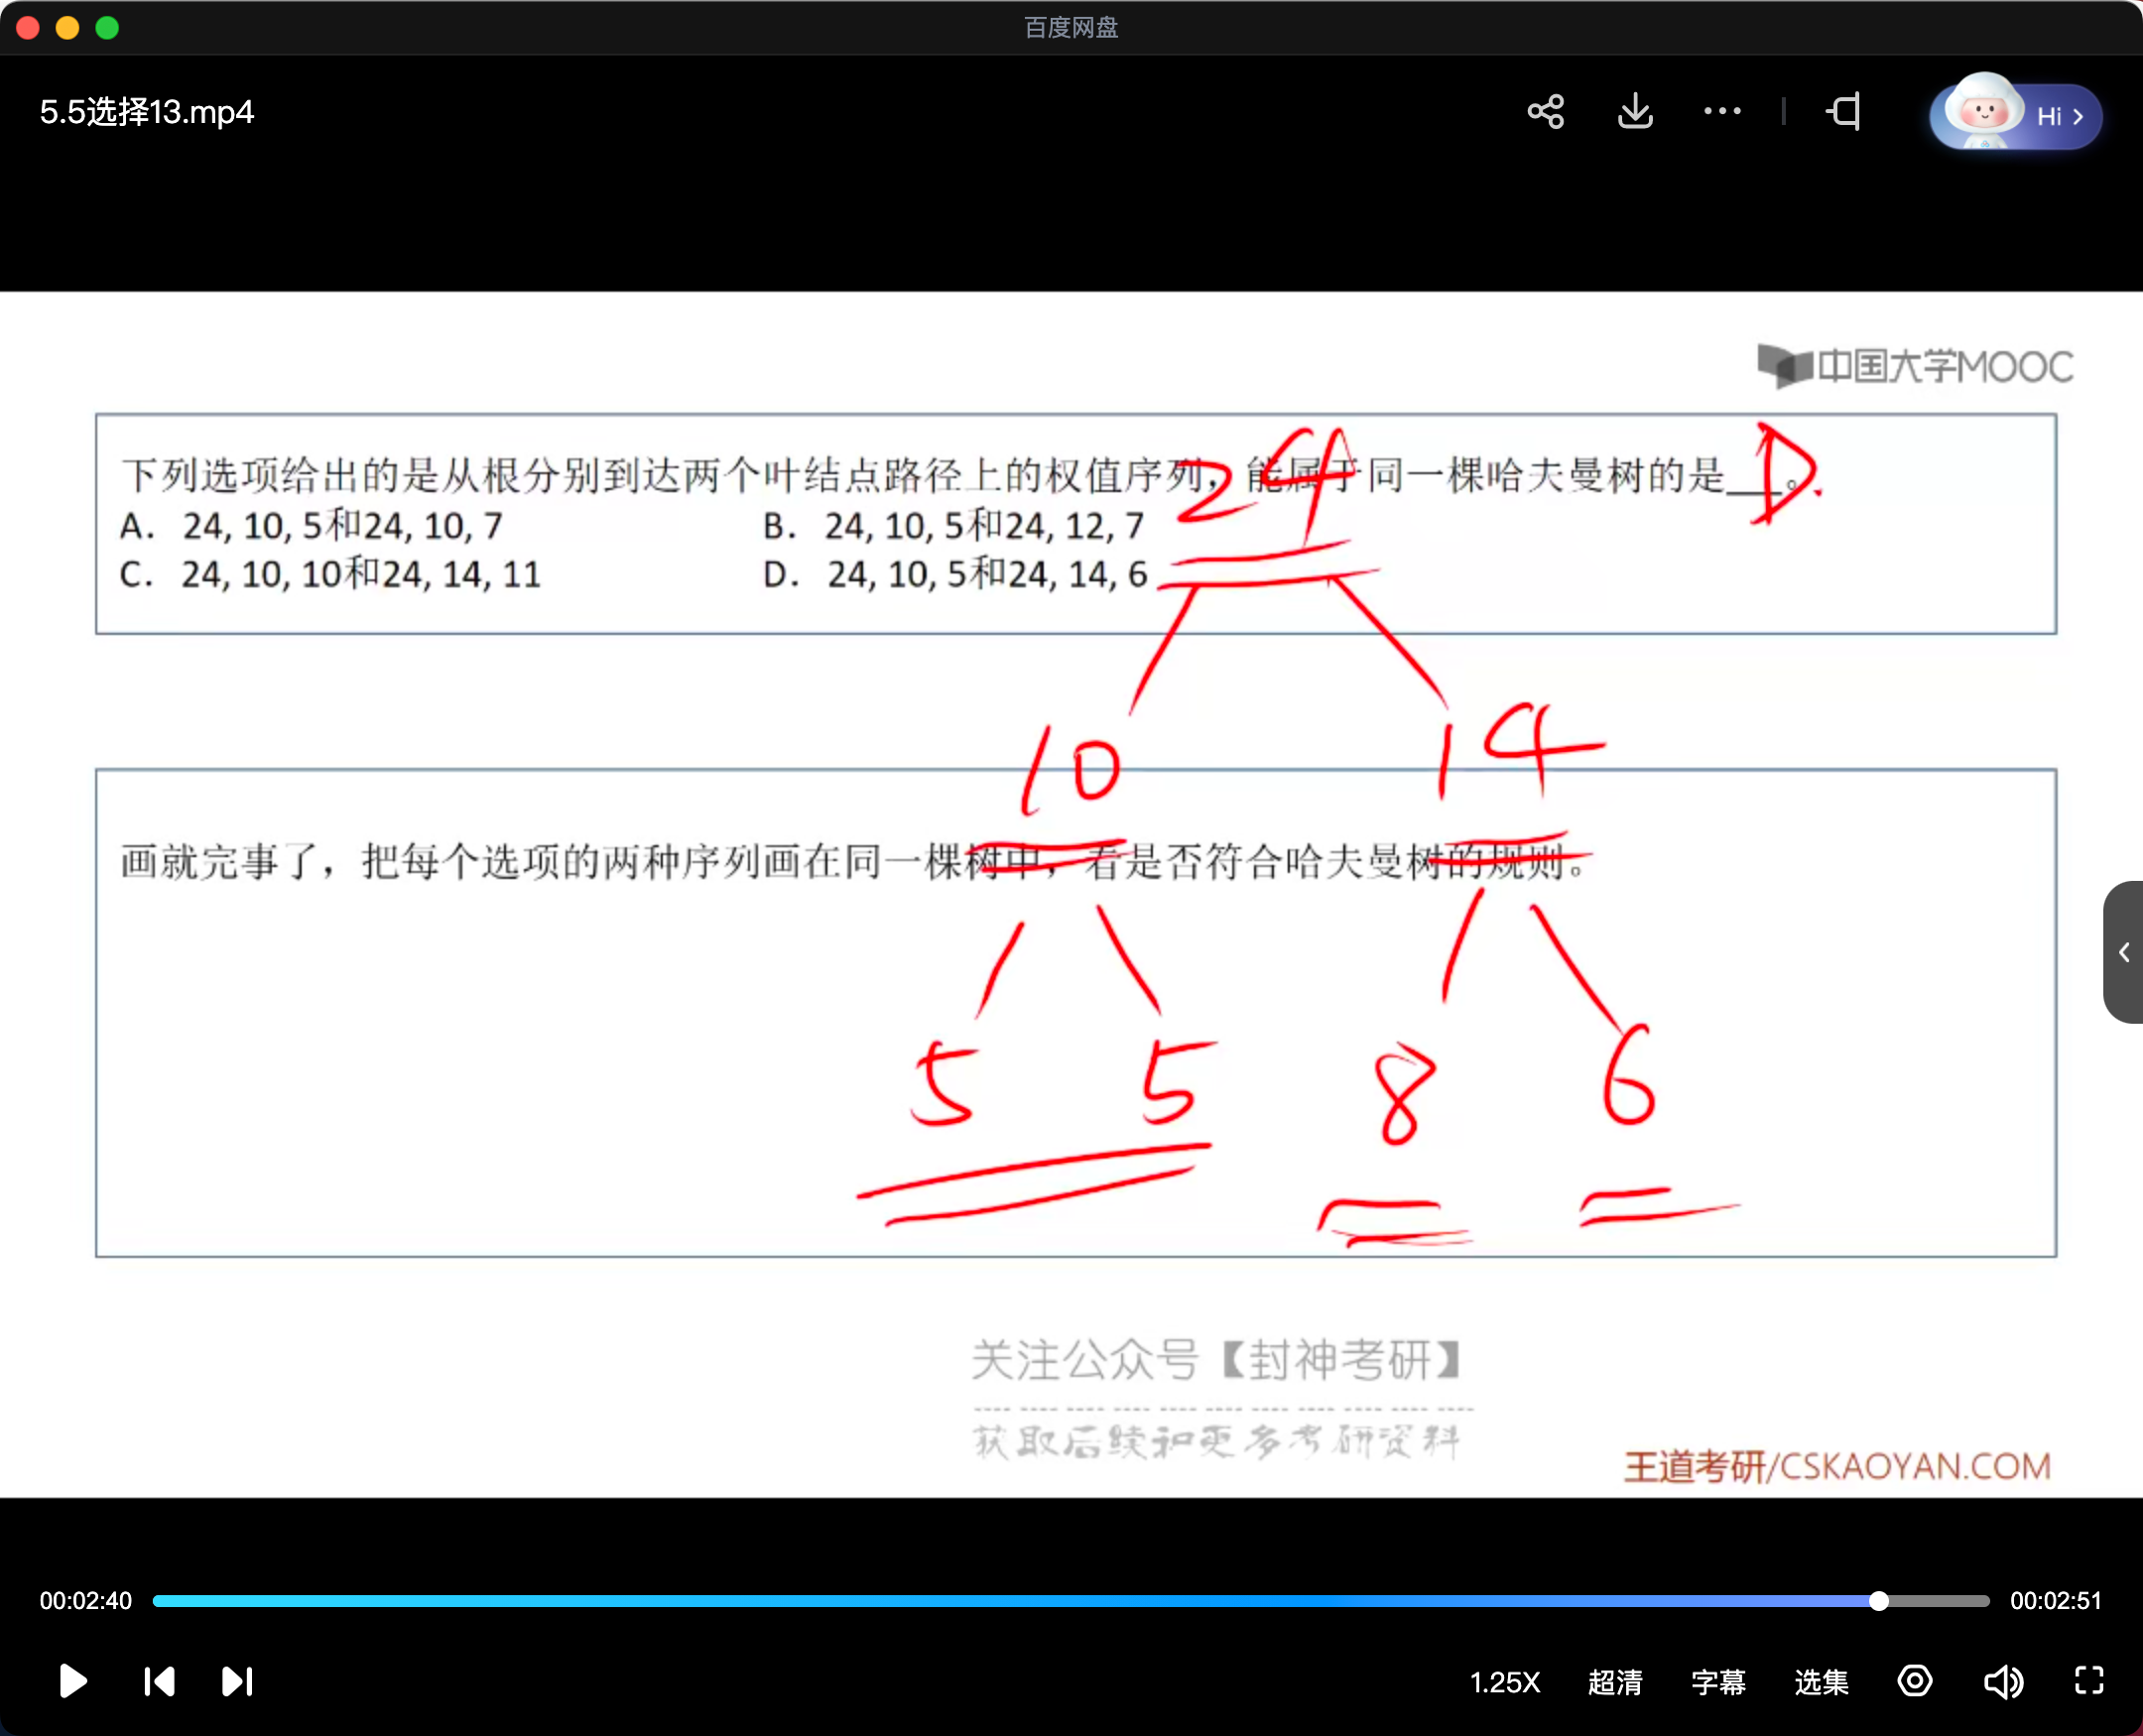 百度网盘
5.5选择13.mp4
Hi
中国大学MOOC
下列选项给出的是从根分别到达两个叶结点路径上的权值序列，能属于同一棵哈夫曼树的是___。
D.
A. 24, 10, 5和24, 10, 7
B. 24, 10, 5和24, 12, 7
24
C. 24, 10, 10和24, 14, 11
D. 24, 10, 5和24, 14, 6
10
14
画就完事了，把每个选项的两种序列画在同一棵树中，看是否符合哈夫曼树的规则。
5 5 8 6
关注公众号【封神考研】
获取后续和更多考研资料
王道考研/CSKAOYAN.COM
00:02:40
00:02:51
1.25X 超清 字幕 选集